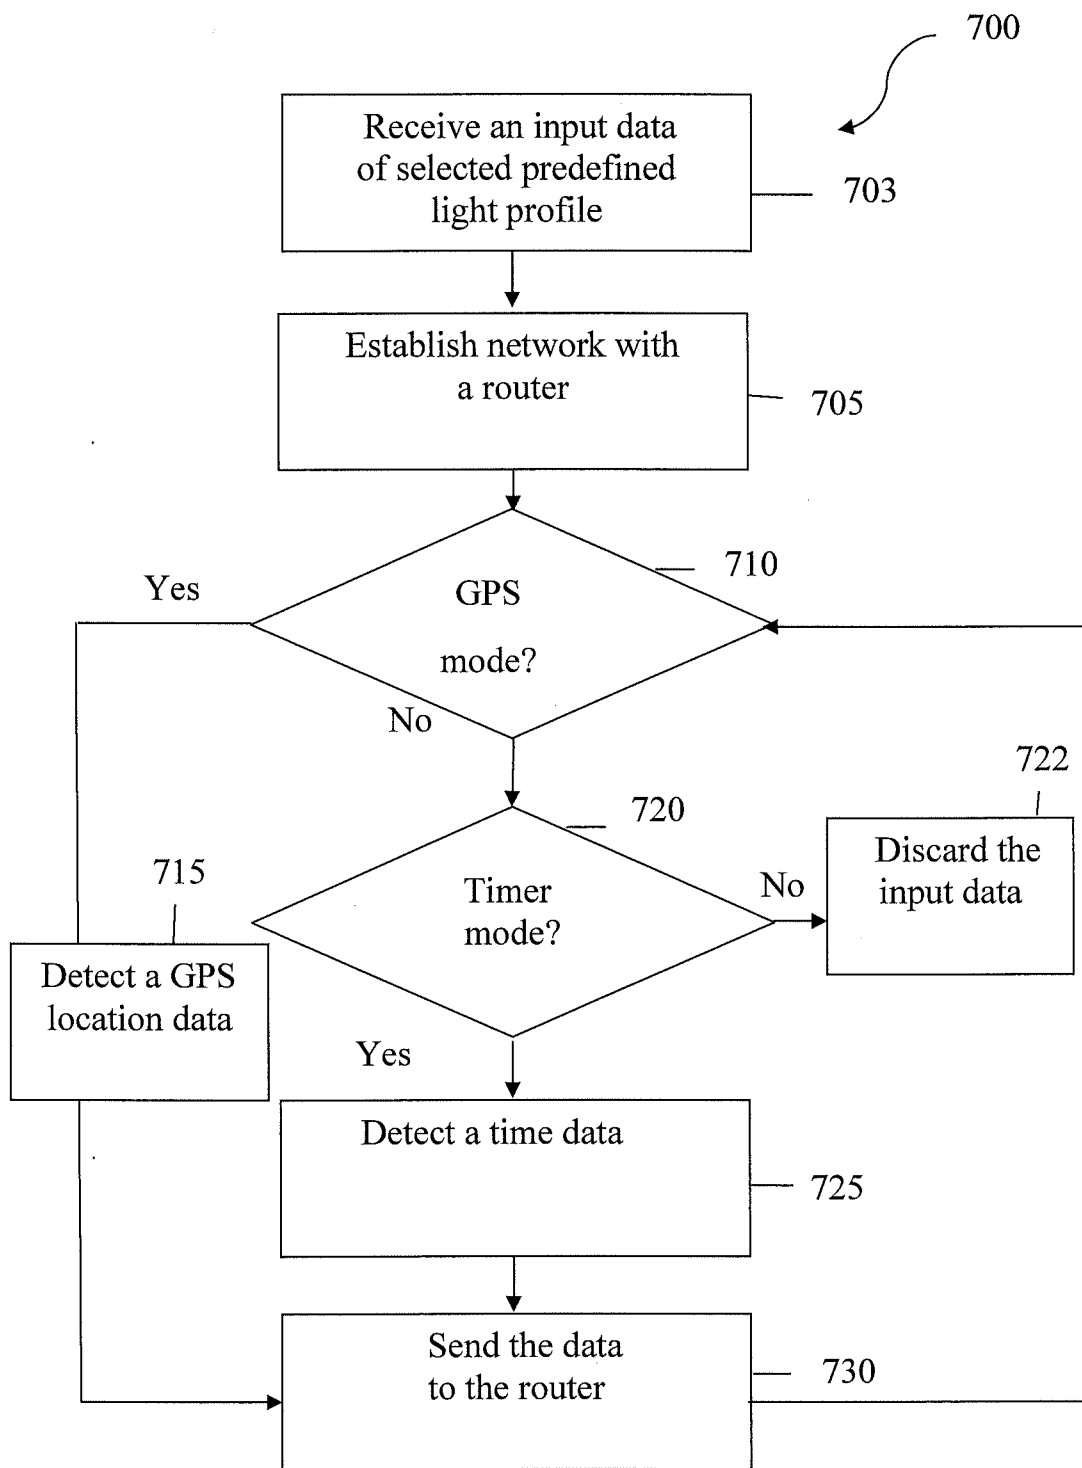 700
Receive an input data
of selected predefined
light profile
703
Establish network with
a router
705
710
Yes
GPS
mode?
No
722
720
Discard the
input data
715
Timer
mode?
No
Detect a GPS
location data
Yes
Detect a time data
725
Send the data
to the router
730